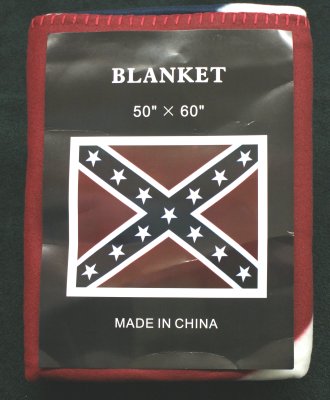 BLANKET
50" × 60"
MADE IN CHINA